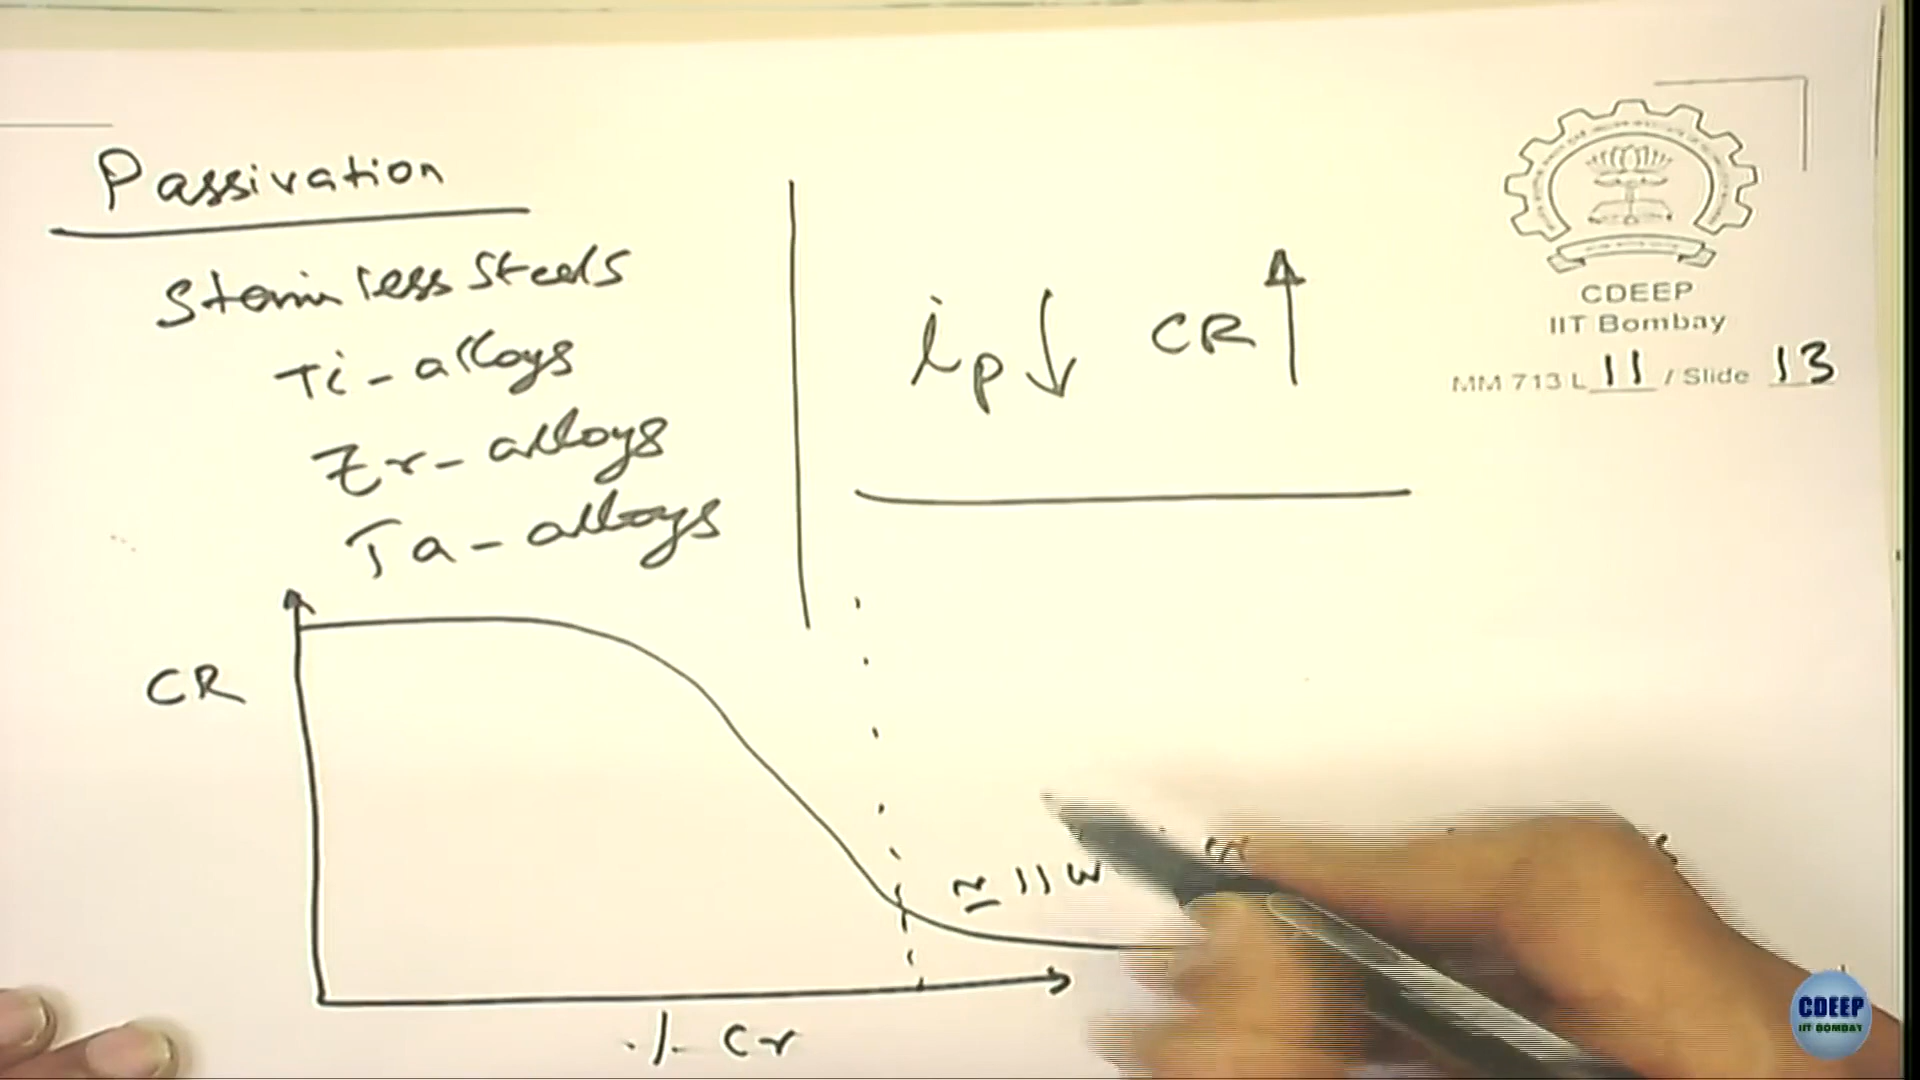 Passivation
Stainless Steels
Ti-alloys
Zr-alloys
Ta-alloys
ip↓ CR↑
CDEEP
IIT Bombay
MM 713 L 11 / Slide 13
CR
≃ 11 w
% Cr
CDEEP
IIT BOMBAY